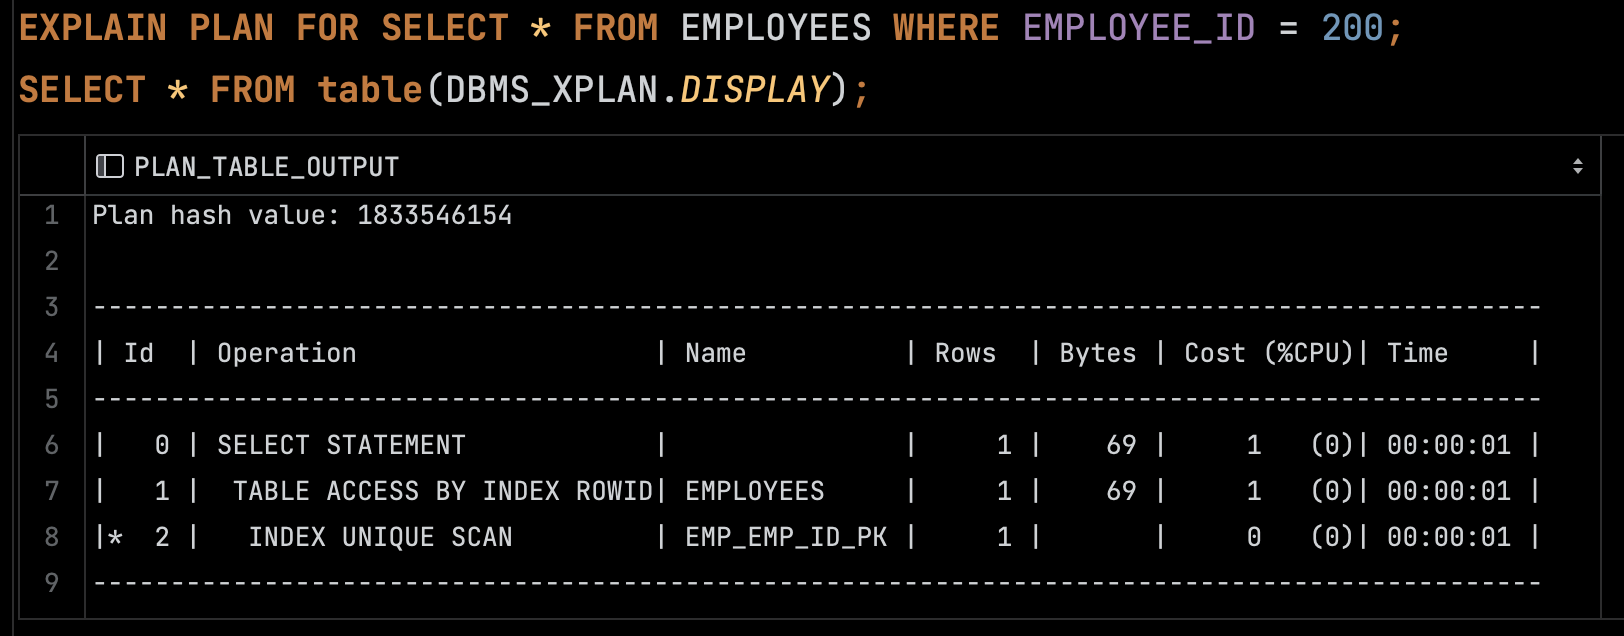 EXPLAIN PLAN FOR SELECT * FROM EMPLOYEES WHERE EMPLOYEE_ID = 200;
SELECT * FROM table(DBMS_XPLAN.DISPLAY);
PLAN_TABLE_OUTPUT
1 Plan hash value: 1833546154
2
3 ---------------------------------------------------------------------------------------------
4 | Id  | Operation                   | Name          | Rows  | Bytes | Cost (%CPU)| Time     |
5 ---------------------------------------------------------------------------------------------
6 |   0 | SELECT STATEMENT            |               |     1 |    69 |     1   (0)| 00:00:01 |
7 |   1 |  TABLE ACCESS BY INDEX ROWID| EMPLOYEES     |     1 |    69 |     1   (0)| 00:00:01 |
8 |*  2 |   INDEX UNIQUE SCAN         | EMP_EMP_ID_PK |     1 |       |     0   (0)| 00:00:01 |
9 ---------------------------------------------------------------------------------------------